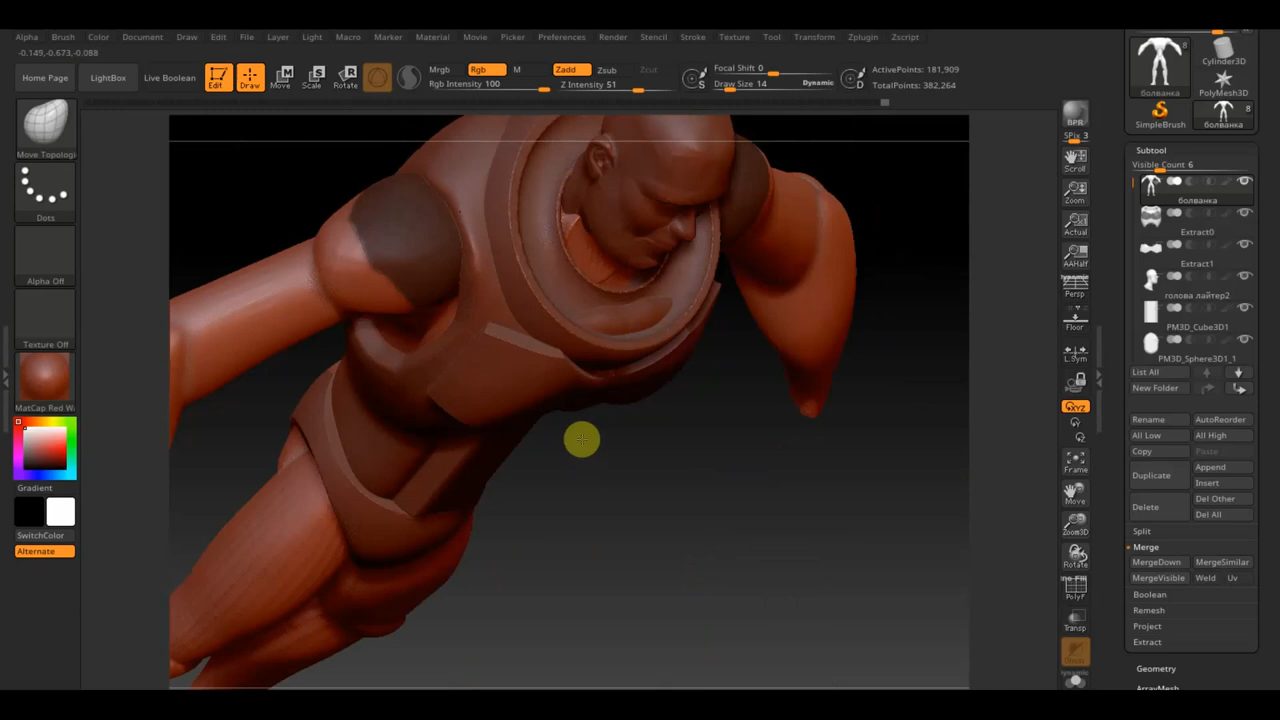 Alpha Brush Color Document Draw Edit File Layer Light Macro Marker Material Movie Picker Preferences Render Stencil Stroke Texture Tool Transform Zplugin Zscript
-0.149,-0.673,-0.088
Home Page LightBox Live Boolean Edit Draw Move Scale Rotate
Mrgb Rgb M Zadd Zsub Zcut
Rgb Intensity 100 Z Intensity 51
S Focal Shift 0
Draw Size 14 Dynamic
D ActivePoints: 181,909
TotalPoints: 382,264
Move Topologi
Dots
Alpha Off
Texture Off
MatCap Red W
Gradient
SwitchColor
Alternate
BPR
SPix 3
Scroll
Zoom
Actual
AAHalf
Persp
Floor
L.Sym
XYZ
Y
Z
Frame
Move
Zoom3D
Rotate
PolyF
Transp
8
болванка
Cylinder3D
PolyMesh3D
SimpleBrush
8
болванка
Subtool
Visible Count 6
болванка
Extract0
Extract1
голова лайтер2
PM3D_Cube3D1
PM3D_Sphere3D1_1
List All
New Folder
Rename AutoReorder
All Low All High
Copy Paste
Duplicate Append
Insert
Delete Del Other
Del All
Split
Merge
MergeDown MergeSimilar
MergeVisible Weld Uv
Boolean
Remesh
Project
Extract
Geometry